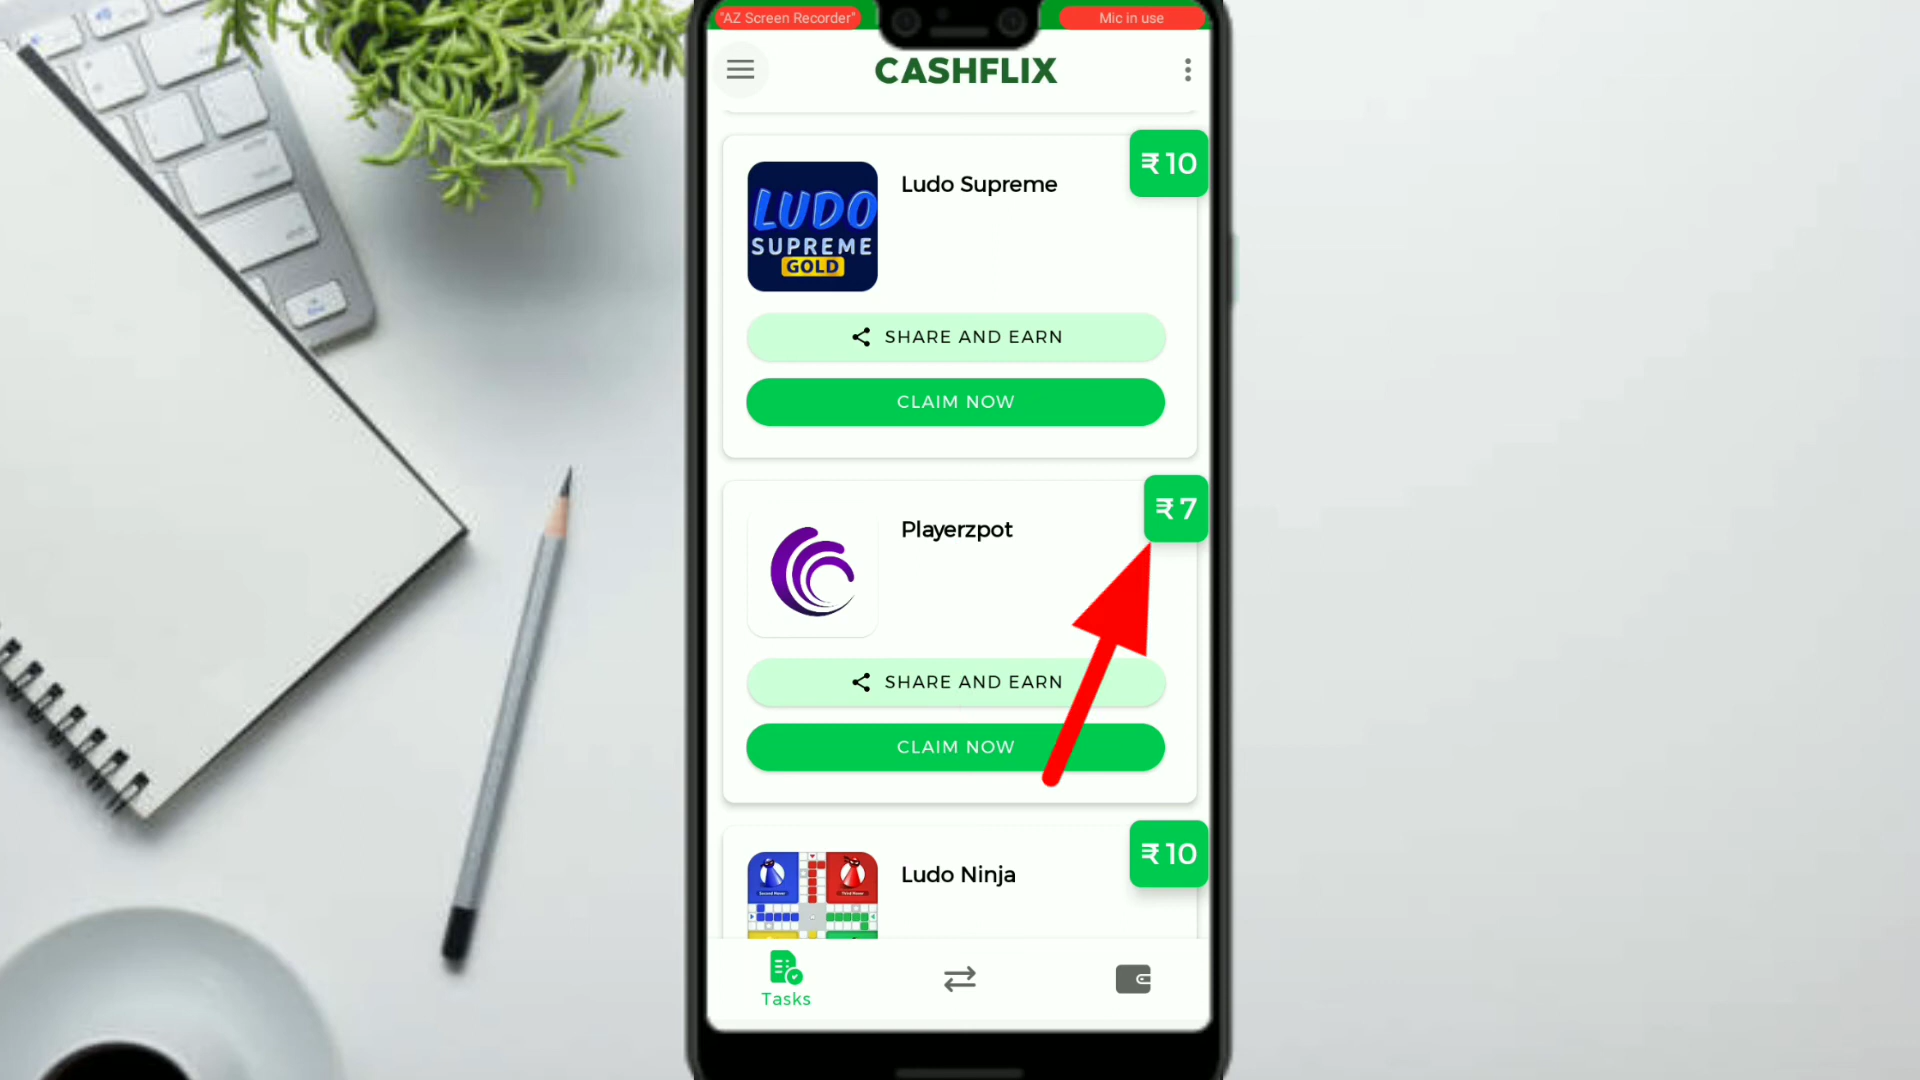 "AZ Screen Recorder"
Mic in use
CASHFLIX
₹10
LUDO
SUPREME
GOLD
Ludo Supreme
SHARE AND EARN
CLAIM NOW
₹7
Playerzpot
SHARE AND EARN
CLAIM NOW
₹10
Ludo Ninja
Tasks